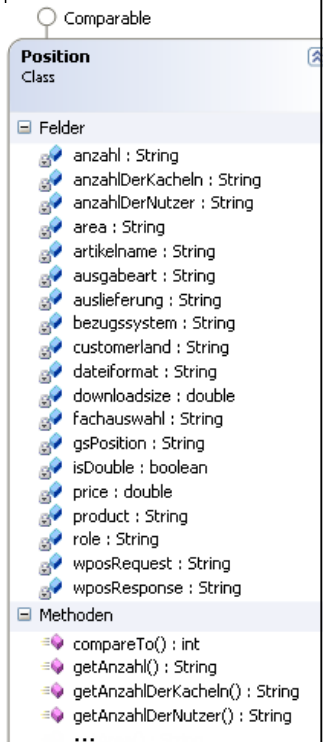 Comparable
Position
Class
Felder
anzahl : String
anzahlDerKacheln : String
anzahlDerNutzer : String
area : String
artikelname : String
ausgabeart : String
auslieferung : String
bezugssystem : String
customerland : String
dateiformat : String
downloadsize : double
fachauswahl : String
gsPosition : String
isDouble : boolean
price : double
product : String
role : String
wposRequest : String
wposResponse : String
Methoden
compareTo() : int
getAnzahl() : String
getAnzahlDerKacheln() : String
getAnzahlDerNutzer() : String
...